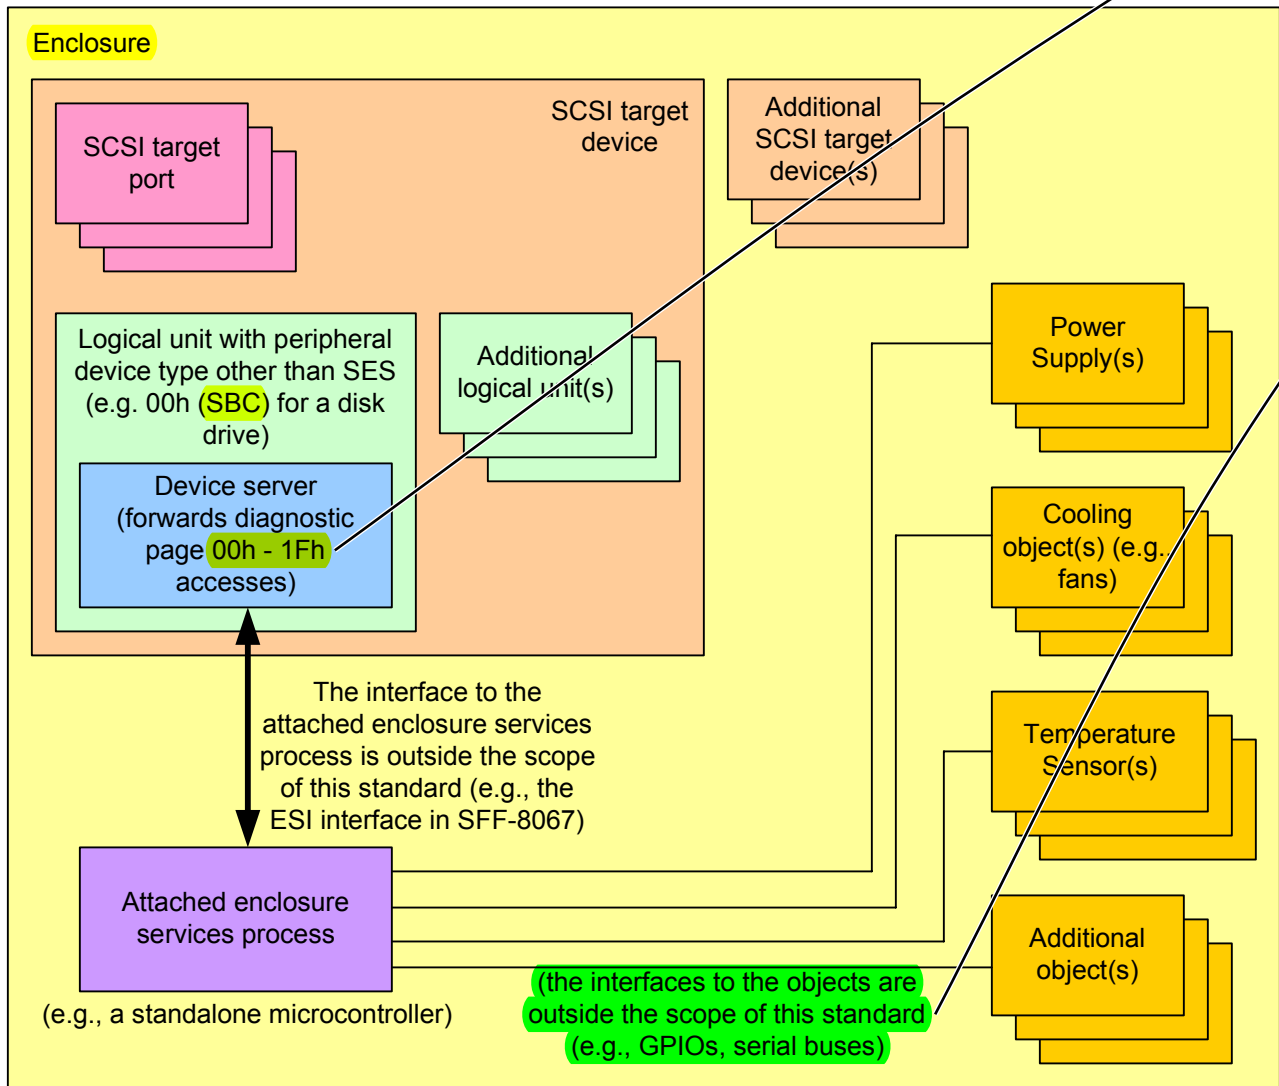 Enclosure
SCSI target
device
SCSI target
port
Additional
SCSI target
device(s)
Logical unit with peripheral
device type other than SES
(e.g. 00h (SBC) for a disk
drive)
Additional
logical unit(s)
Device server
(forwards diagnostic
page 00h - 1Fh
accesses)
Power
Supply(s)
Cooling
object(s) (e.g.,
fans)
The interface to the
attached enclosure services
process is outside the scope
of this standard (e.g., the
ESI interface in SFF-8067)
Temperature
Sensor(s)
Attached enclosure
services process
(e.g., a standalone microcontroller)
Additional
object(s)
(the interfaces to the objects are
outside the scope of this standard
(e.g., GPIOs, serial buses)